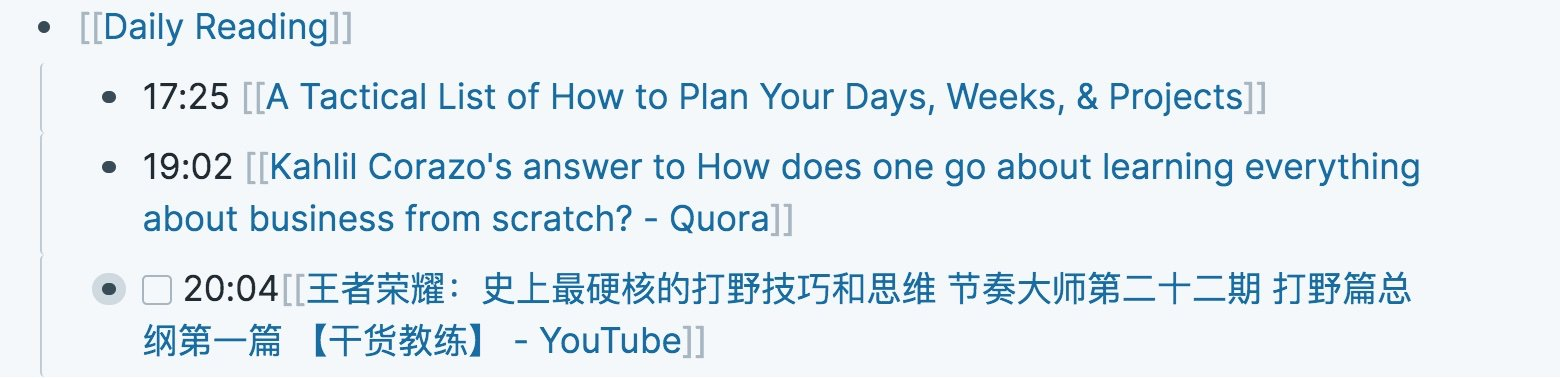 [[Daily Reading]]
17:25 [[A Tactical List of How to Plan Your Days, Weeks, & Projects]]
19:02 [[Kahlil Corazo's answer to How does one go about learning everything
about business from scratch? - Quora]]
20:04[[王者荣耀：史上最硬核的打野技巧和思维 节奏大师第二十二期 打野篇总
纲第一篇 【干货教练】 - YouTube]]